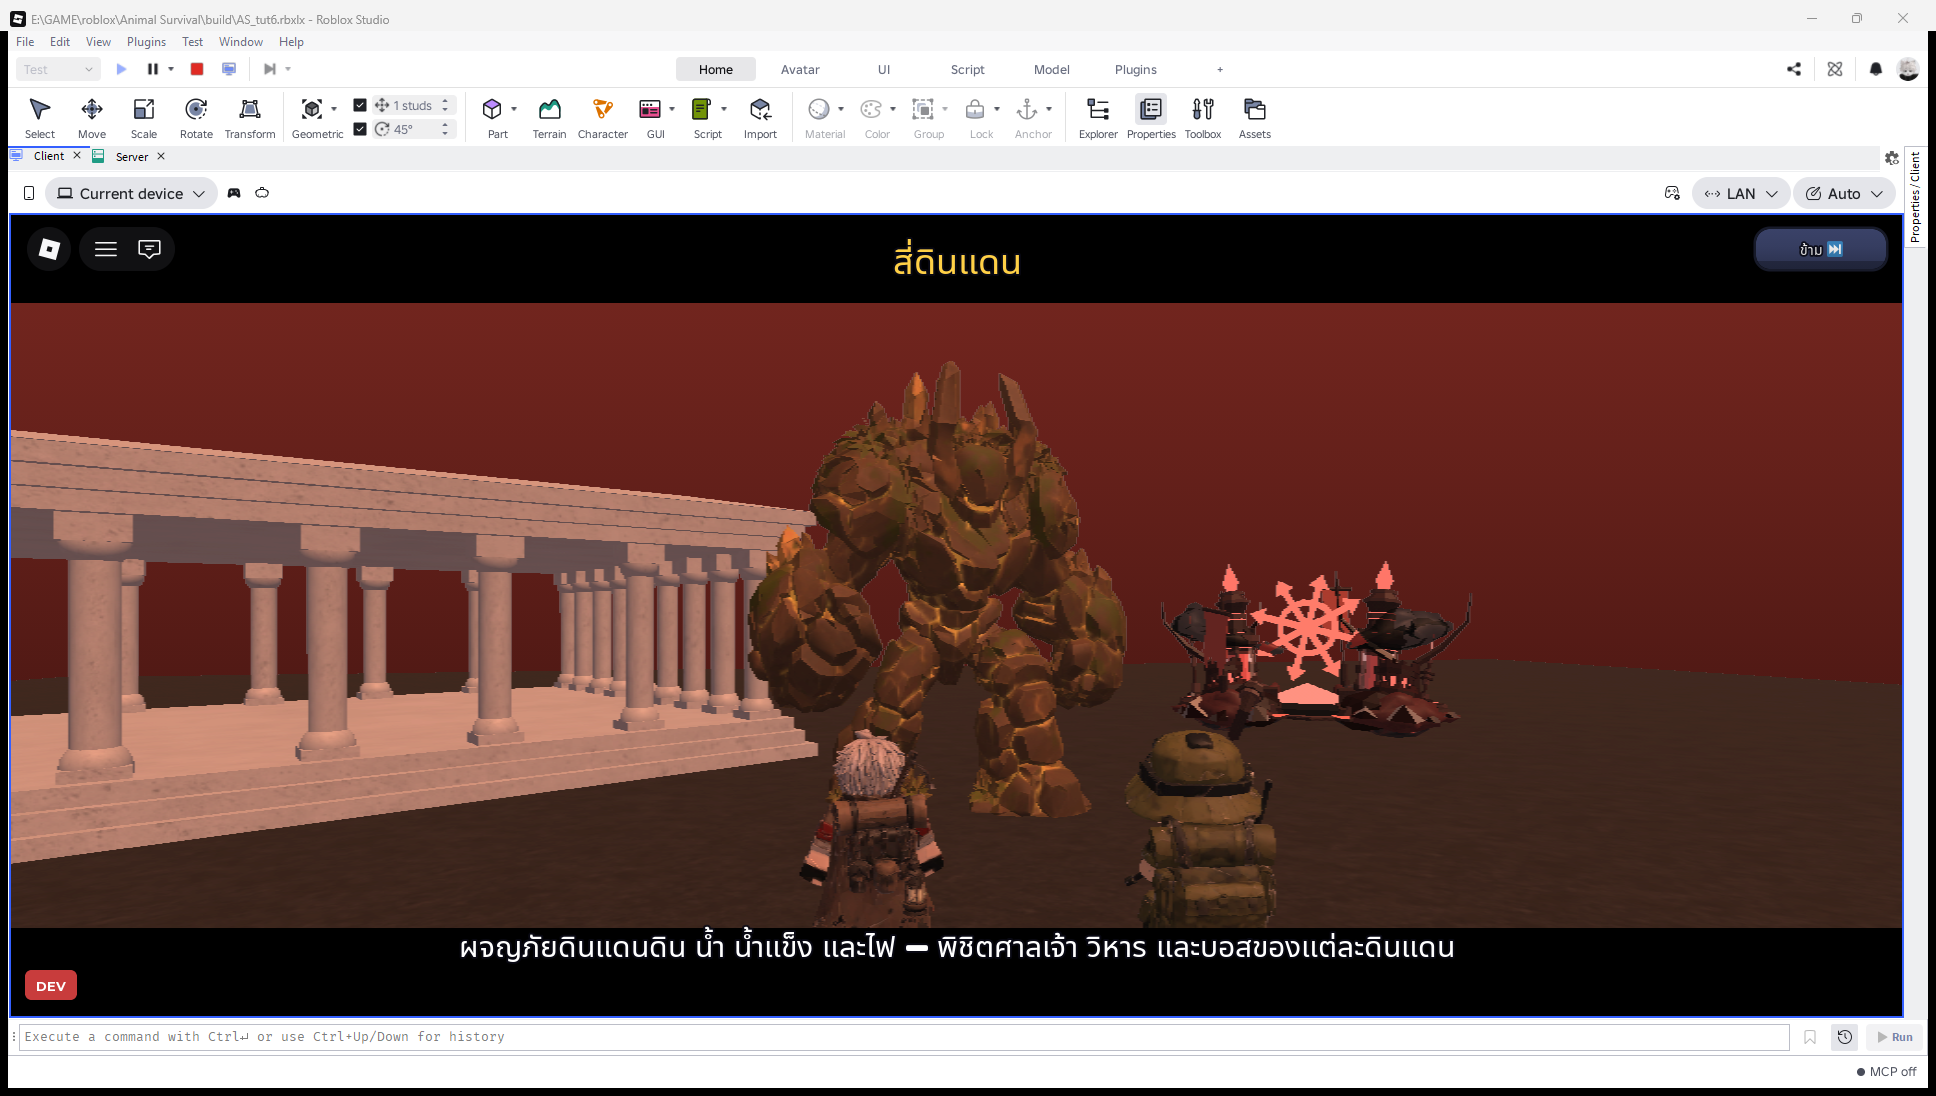 E:\GAME\roblox\Animal Survival\build\AS_tut6.rbxlx - Roblox Studio
File Edit View Plugins Test Window Help
Test Home Avatar UI Script Model Plugins +
1 studs
45°
Select Move Scale Rotate Transform Geometric Part Terrain Character GUI Script Import Material Color Group Lock Anchor Explorer Properties Toolbox Assets
Client Server
Properties / Client
Current device LAN Auto
สี่ดินแดน
ข้าม
ผจญภัยดินแดนดิน น้ำ น้ำแข็ง และไฟ — พิชิตศาลเจ้า วิหาร และบอสของแต่ละดินแดน
DEV
Execute a command with Ctrl↵ or use Ctrl+Up/Down for history
Run
MCP off